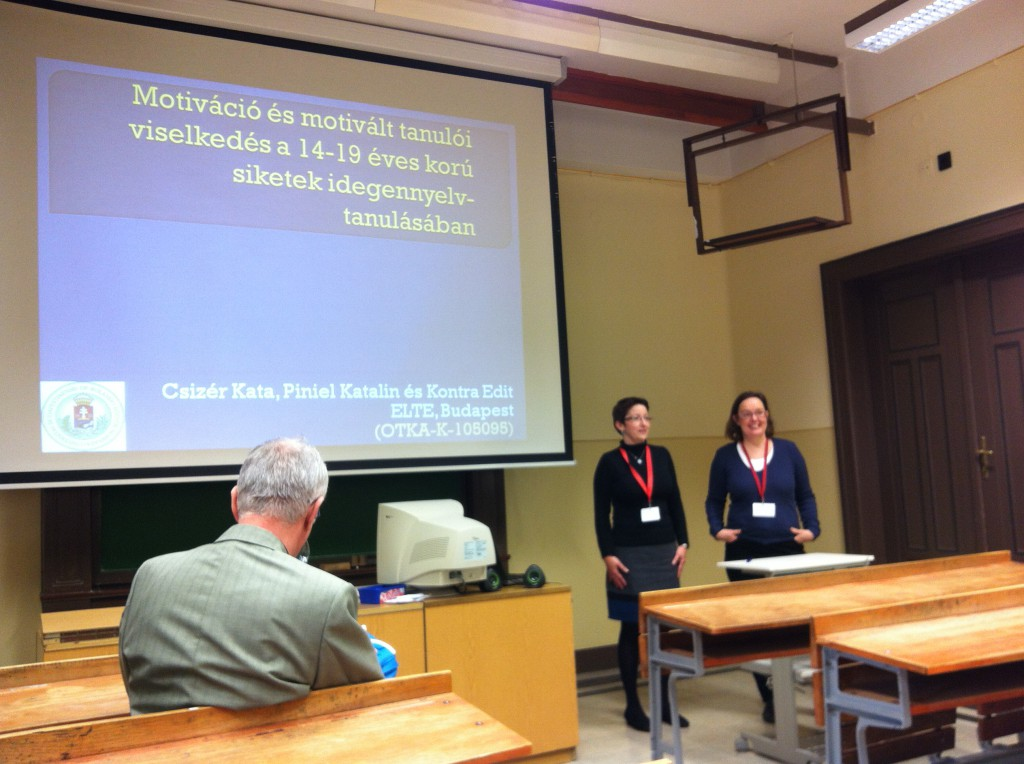 Motiváció és motivált tanulói
viselkedés a 14-19 éves korú
siketek idegennyelv-
tanulásában
Csizér Kata, Piniel Katalin és Kontra Edit
ELTE, Budapest
(OTKA-K-105095)